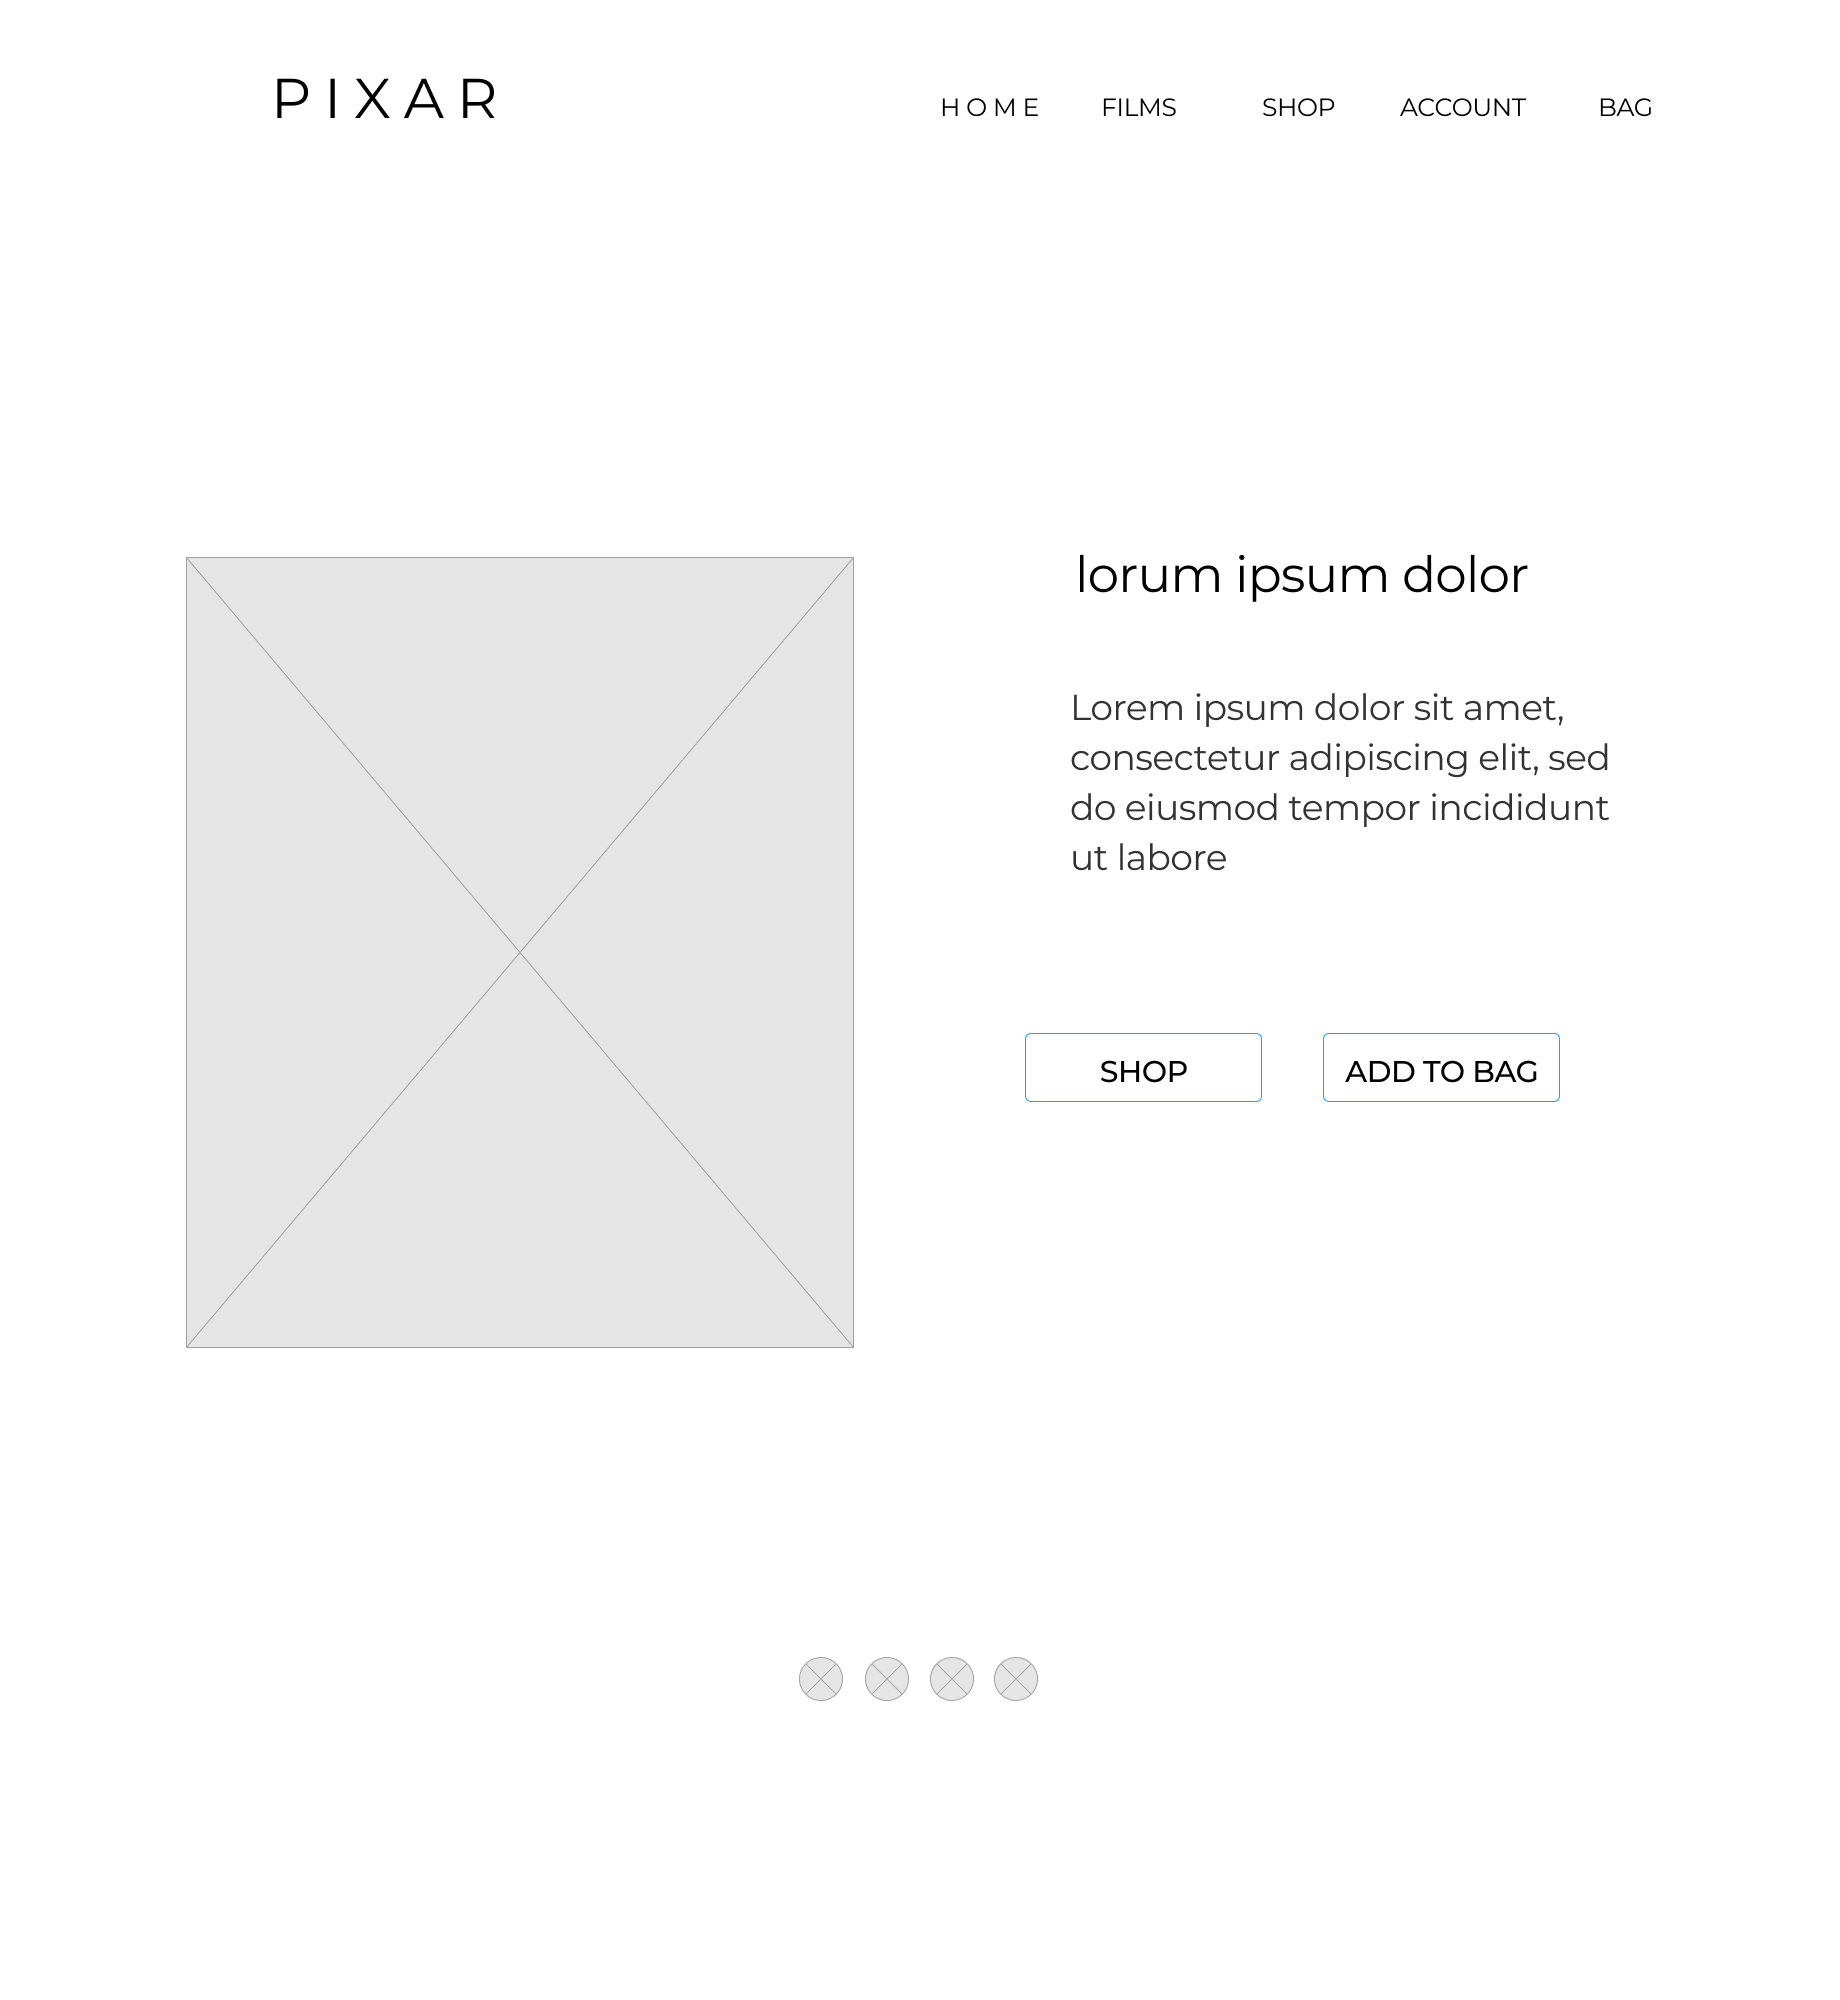 PIXAR
HOME FILMS SHOP ACCOUNT BAG
lorum ipsum dolor
Lorem ipsum dolor sit amet,
consectetur adipiscing elit, sed
do eiusmod tempor incididunt
ut labore
SHOP ADD TO BAG